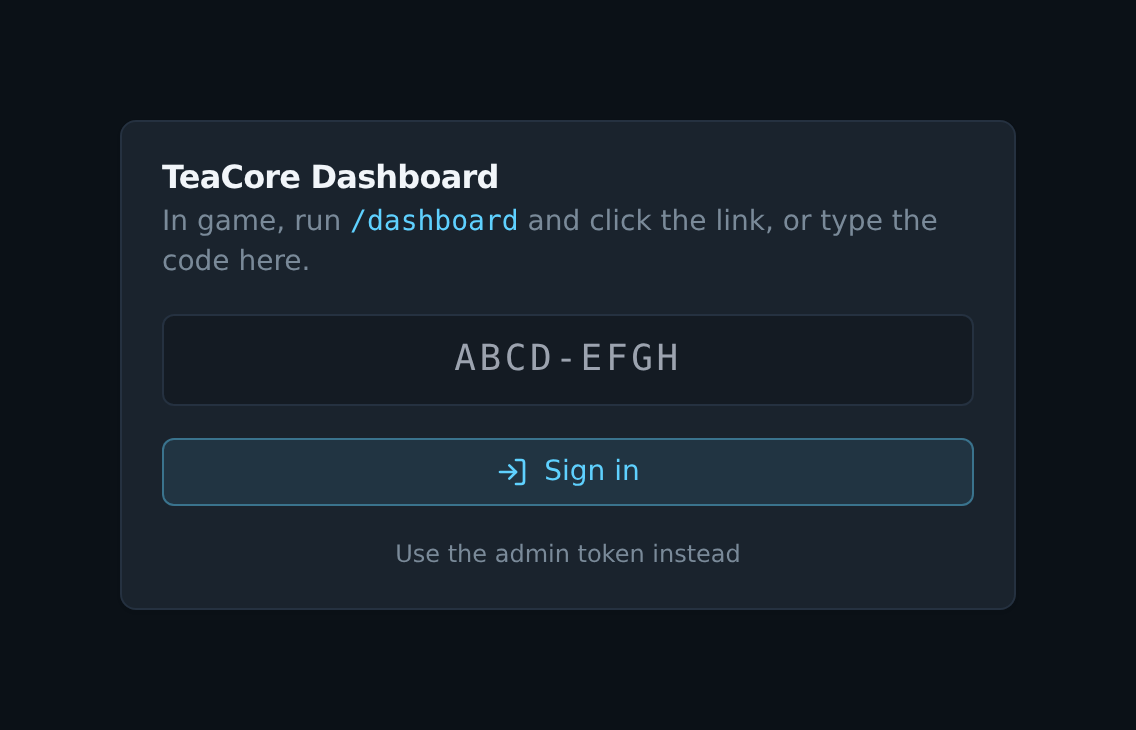 TeaCore Dashboard
In game, run /dashboard and click the link, or type the
code here.
ABCD-EFGH
Sign in
Use the admin token instead